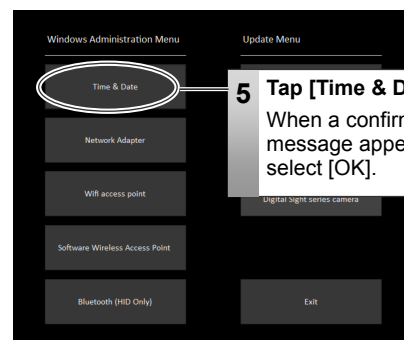 Windows Administration Menu
Update Menu
Time & Date
5 Tap [Time & D
When a confirm
message appe
select [OK].
Network Adapter
Wifi access point
Digital Sight series camera
Software Wireless Access Point
Bluetooth (HID Only)
Exit